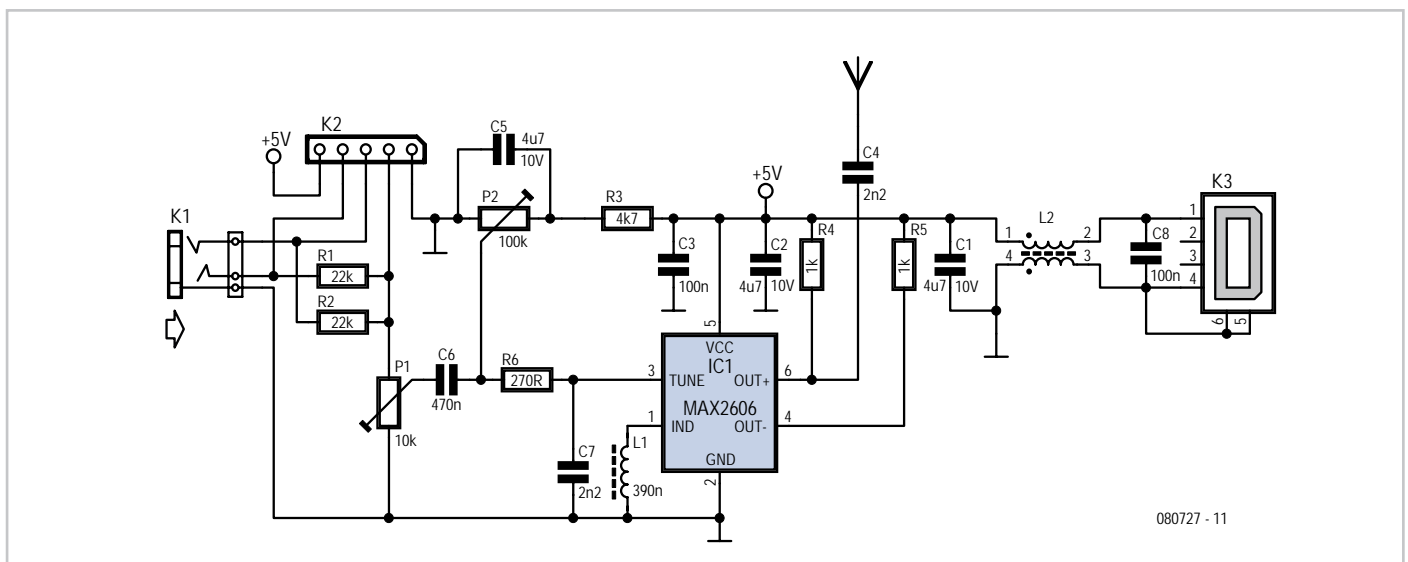 K2
+5V
K1
R1
22k
R2
22k
P1
10k
C5
4u7
10V
P2
100k
C6
470n
R6
270R
C7
2n2
L1
390n
R3
4k7
C3
100n
+5V
C2
4u7 10V
R4
1k
R5
1k
C1
4u7 10V
C4
2n2
5
VCC
IC1
3 TUNE OUT+ 6
MAX2606
1 IND OUT- 4
GND
2
L2
1 2
4 3
C8
100n
K3
1
2
3
4
6 5
080727 - 11